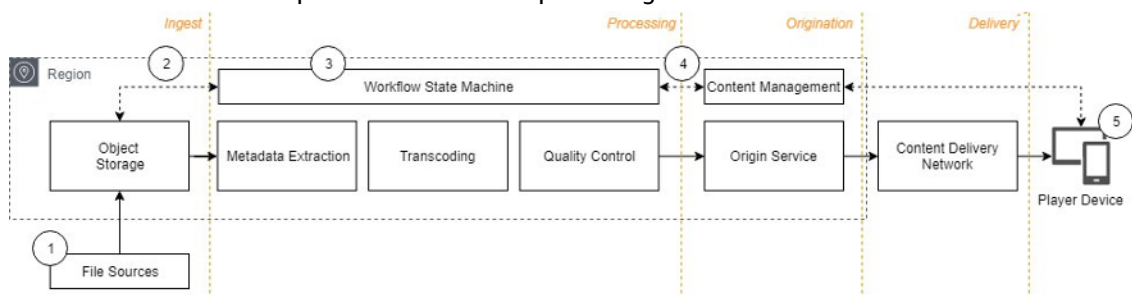 Ingest
Processing
Origination
Delivery
Region
2
3
4
Workflow State Machine
Content Management
5
Object
Storage
Metadata Extraction
Transcoding
Quality Control
Origin Service
Content Delivery
Network
Player Device
1
File Sources